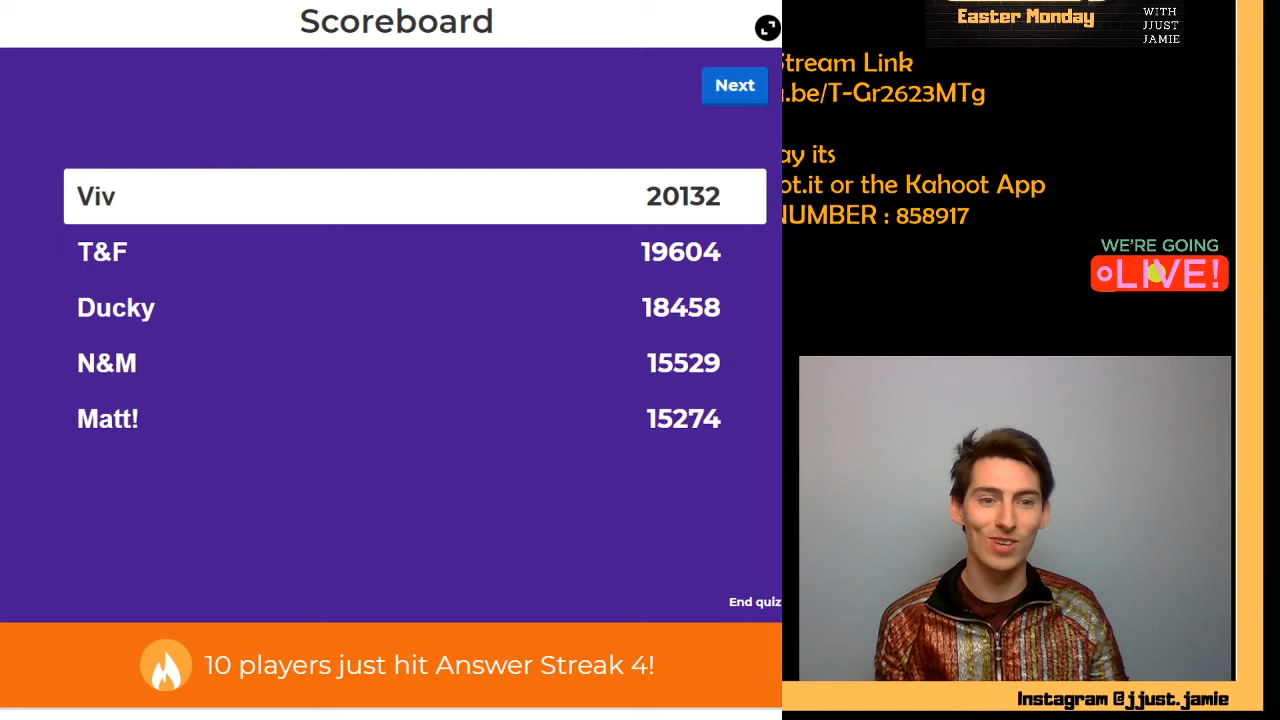 Scoreboard
Next
Viv 20132
T&F 19604
Ducky 18458
N&M 15529
Matt! 15274
End quiz
10 players just hit Answer Streak 4!
Easter Monday
WITH
JJUST
JAMIE
Stream Link
.be/T-Gr2623MTg
ay its
ot.it or the Kahoot App
NUMBER : 858917
WE'RE GOING
LIVE!
Instagram @jjust.jamie